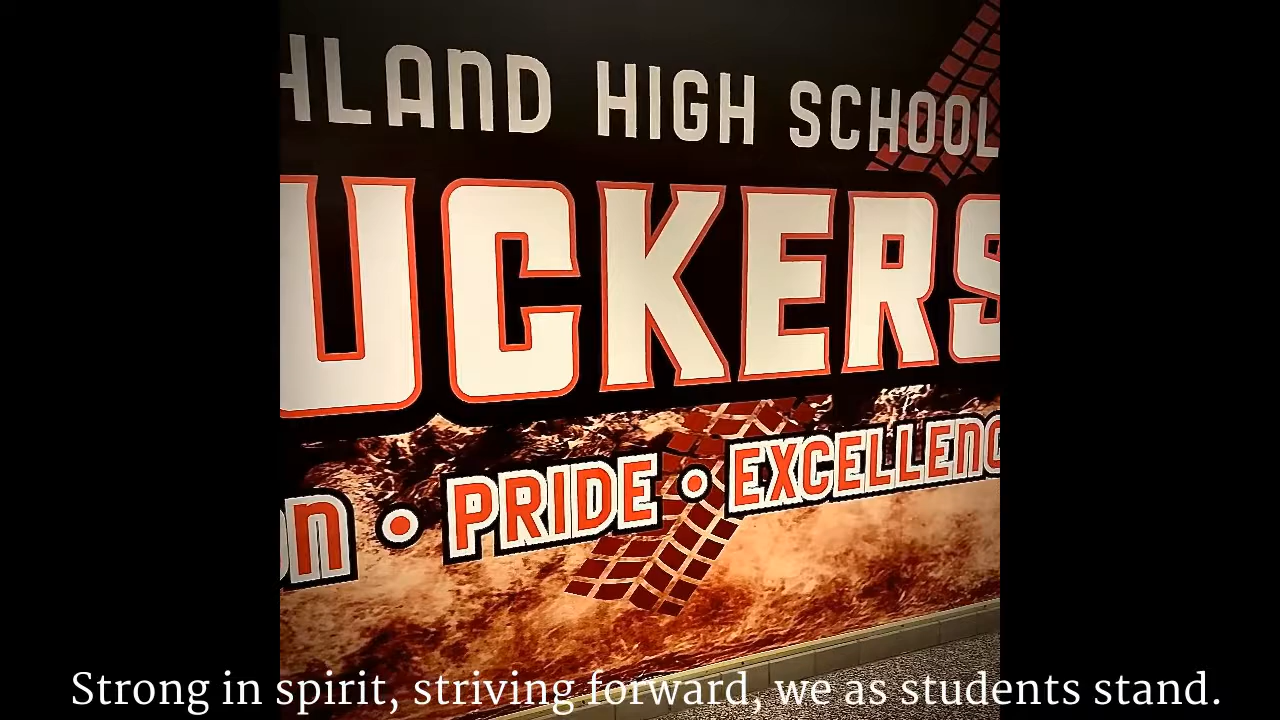 HLAND HIGH SCHOOL
UCKERS
ON • PRIDE • EXCELLENC
Strong in spirit, striving forward, we as students stand.